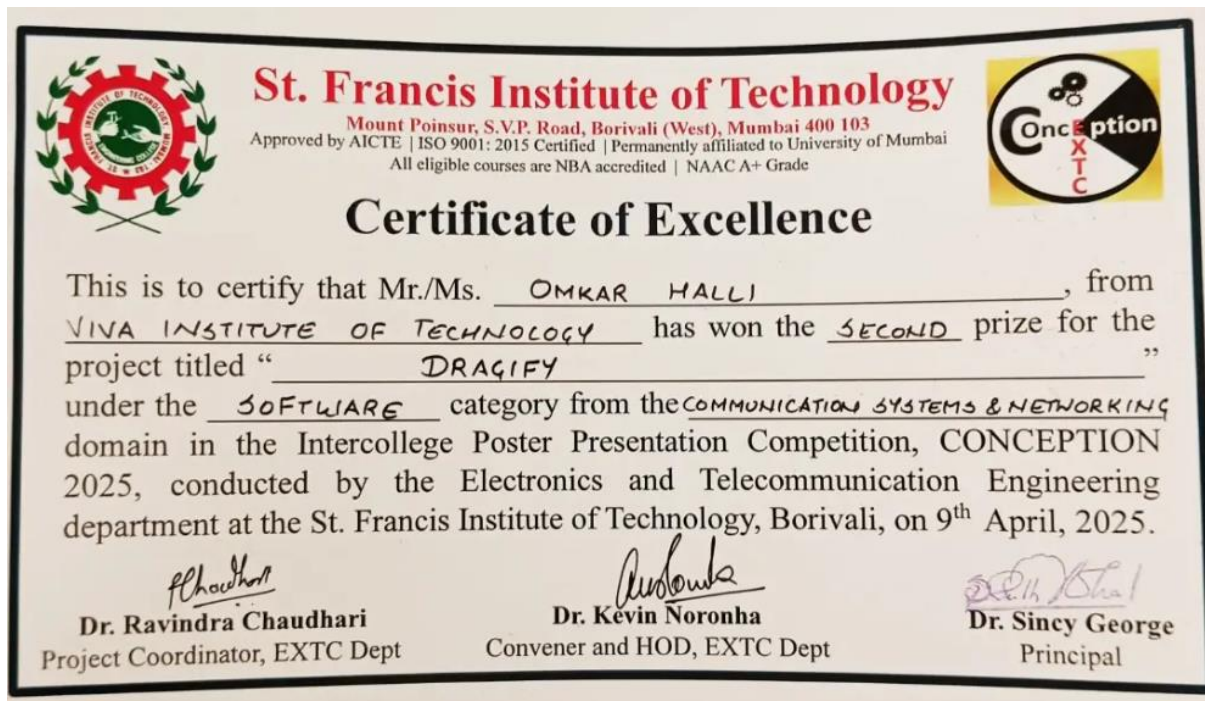 St. Francis Institute of Technology
Mount Poinsur, S.V.P. Road, Borivali (West), Mumbai 400 103
Approved by AICTE | ISO 9001: 2015 Certified | Permanently affiliated to University of Mumbai
All eligible courses are NBA accredited | NAAC A+ Grade
ConcEption
EXTC
Certificate of Excellence
This is to certify that Mr./Ms. OMKAR HALLI, from
VIVA INSTITUTE OF TECHNOLOGY has won the SECOND prize for the
project titled “ DRAGIFY ”
under the SOFTWARE category from the COMMUNICATION SYSTEMS & NETWORKING
domain in the Intercollege Poster Presentation Competition, CONCEPTION
2025, conducted by the Electronics and Telecommunication Engineering
department at the St. Francis Institute of Technology, Borivali, on 9th April, 2025.
Dr. Ravindra Chaudhari
Project Coordinator, EXTC Dept
Dr. Kevin Noronha
Convener and HOD, EXTC Dept
Dr. Sincy George
Principal